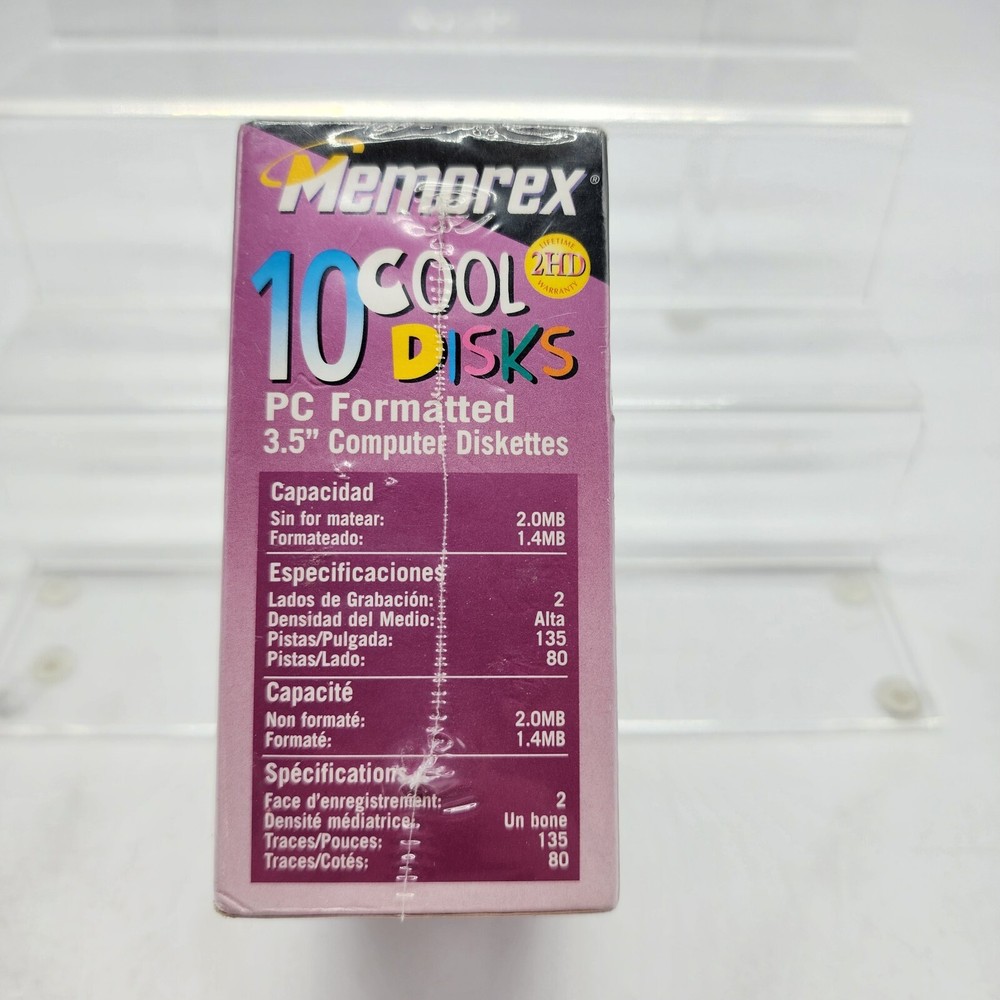 Memorex®
10 COOL DISKS
LIFETIME
2HD
WARRANTY
PC Formatted
3.5” Computer Diskettes
Capacidad
Sin for matear: 2.0MB
Formateado: 1.4MB
Especificaciones
Lados de Grabación: 2
Densidad del Medio: Alta
Pistas/Pulgada: 135
Pistas/Lado: 80
Capacité
Non formaté: 2.0MB
Formaté: 1.4MB
Spécifications
Face d’enregistrement: 2
Densité médiatrice: Un bone
Traces/Pouces: 135
Traces/Cotés: 80